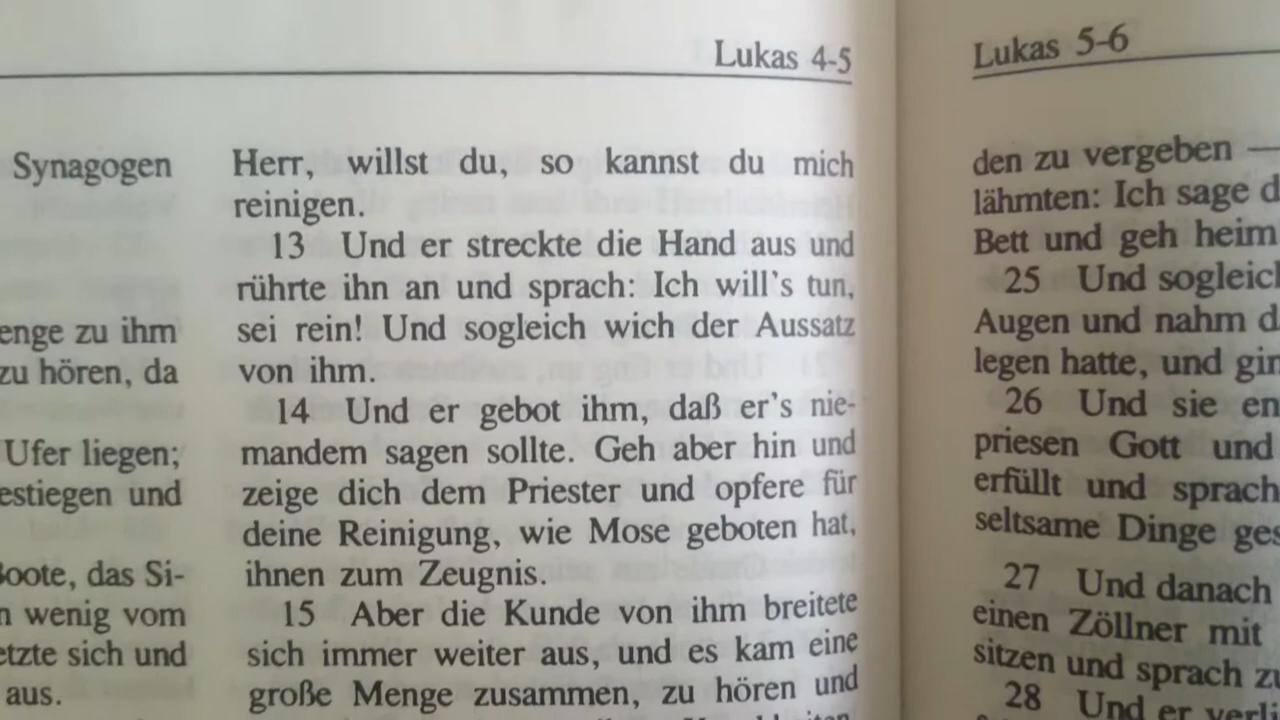 Lukas 4-5
Synagogen
enge zu ihm
zu hören, da
Ufer liegen;
estiegen und
Boote, das Si-
n wenig vom
etzte sich und
aus.
Herr, willst du, so kannst du mich
reinigen.
13 Und er streckte die Hand aus und
rührte ihn an und sprach: Ich will's tun,
sei rein! Und sogleich wich der Aussatz
von ihm.
14 Und er gebot ihm, daß er's nie-
mandem sagen sollte. Geh aber hin und
zeige dich dem Priester und opfere für
deine Reinigung, wie Mose geboten hat,
ihnen zum Zeugnis.
15 Aber die Kunde von ihm breitete
sich immer weiter aus, und es kam eine
große Menge zusammen, zu hören und
Lukas 5-6
den zu vergeben —
lähmten: Ich sage d
Bett und geh heim
25 Und sogleich
Augen und nahm d
legen hatte, und gin
26 Und sie en
priesen Gott und
erfüllt und sprach
seltsame Dinge ges
27 Und danach
einen Zöllner mit
sitzen und sprach zu
28 Und er verli